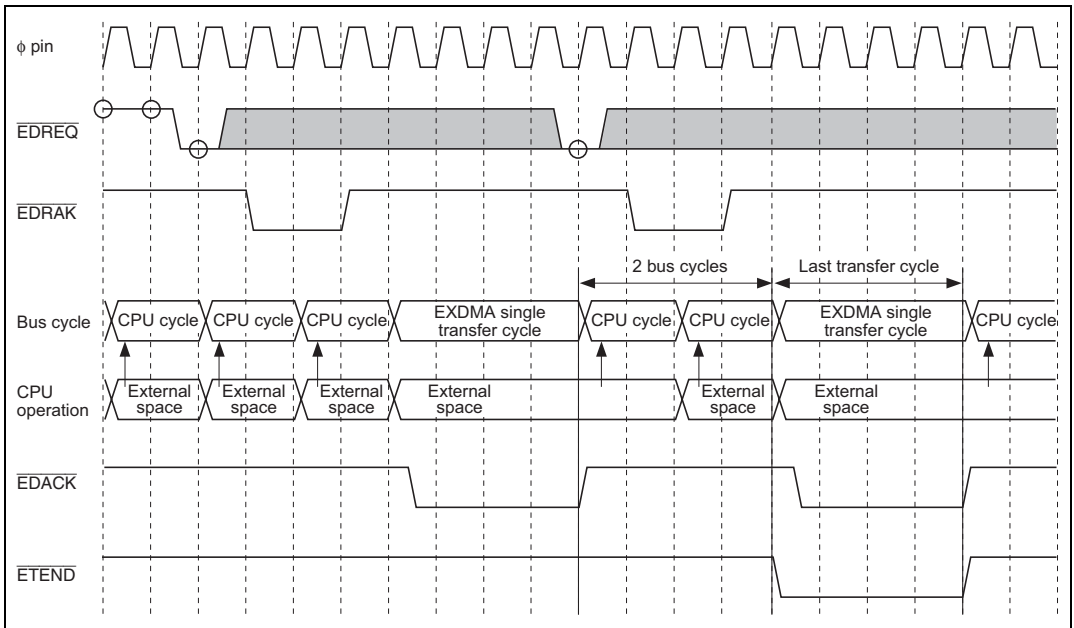 φ pin
EDREQ
EDRAK
2 bus cycles
Last transfer cycle
Bus cycle
CPU cycle
CPU cycle
CPU cycle
EXDMA single
transfer cycle
CPU cycle
CPU cycle
EXDMA single
transfer cycle
CPU cycle
CPU
operation
External
space
External
space
External
space
External
space
External
space
External
space
EDACK
ETEND